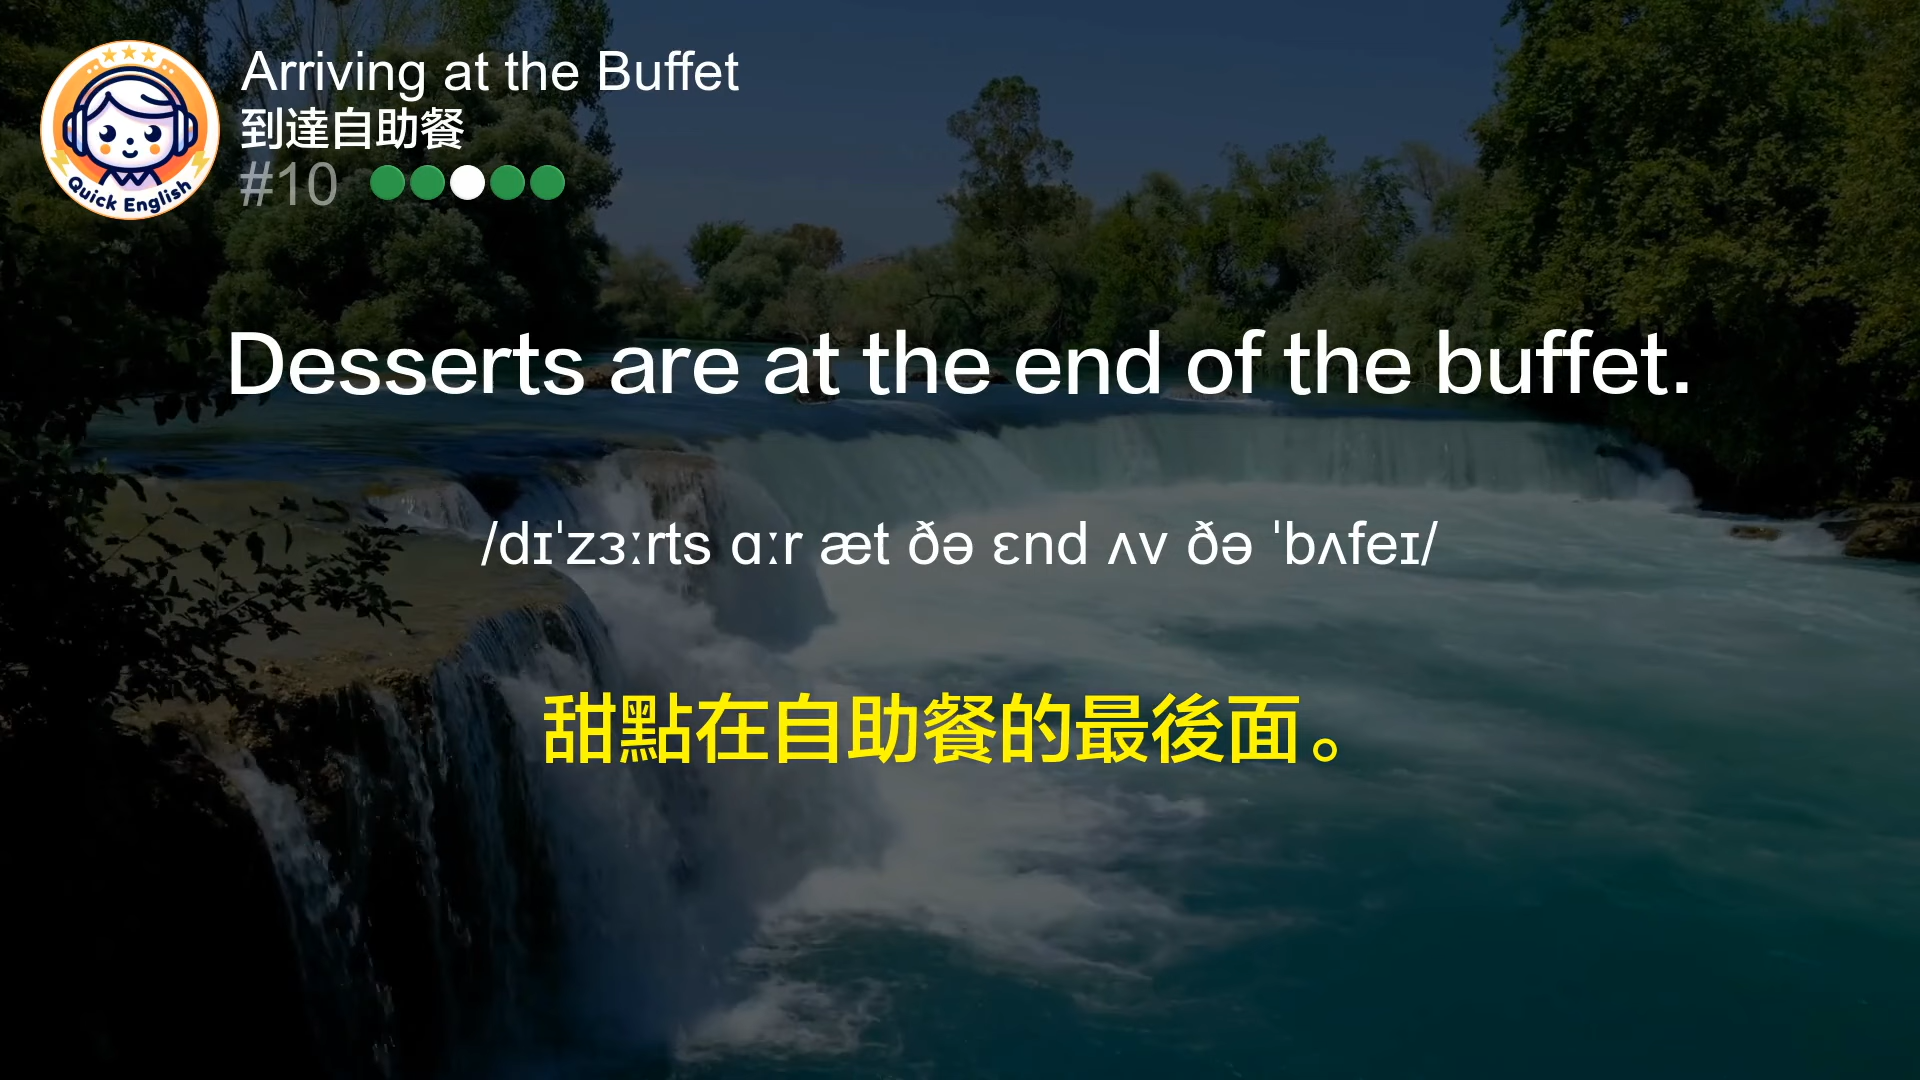 Arriving at the Buffet
到達自助餐
#10
Quick English
Desserts are at the end of the buffet.
/dɪˈzɜːrts ɑːr æt ðə ɛnd ʌv ðə ˈbʌfeɪ/
甜點在自助餐的最後面。